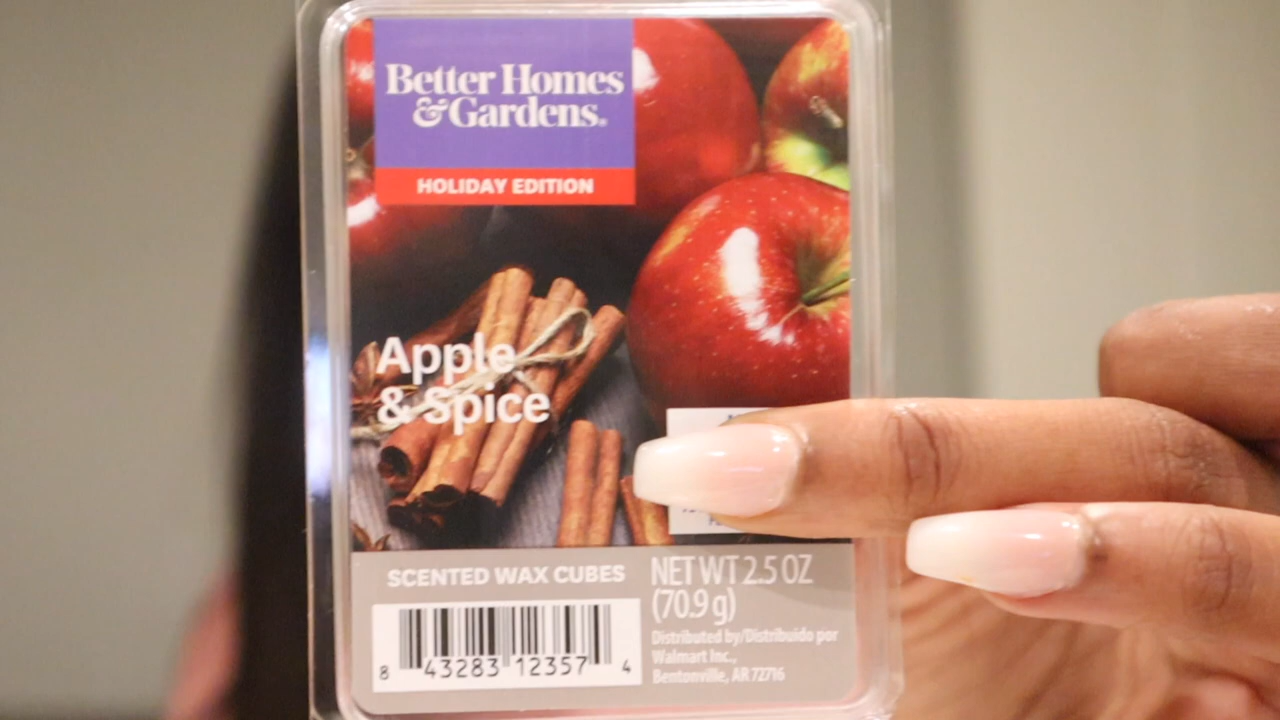 Better Homes
& Gardens®
HOLIDAY EDITION
Apple
& Spice
SCENTED WAX CUBES
NET WT 2.5 OZ
(70.9 g)
Distributed by/Distribuido por
Walmart Inc.,
Bentonville, AR 72716
8 43283 12357 4